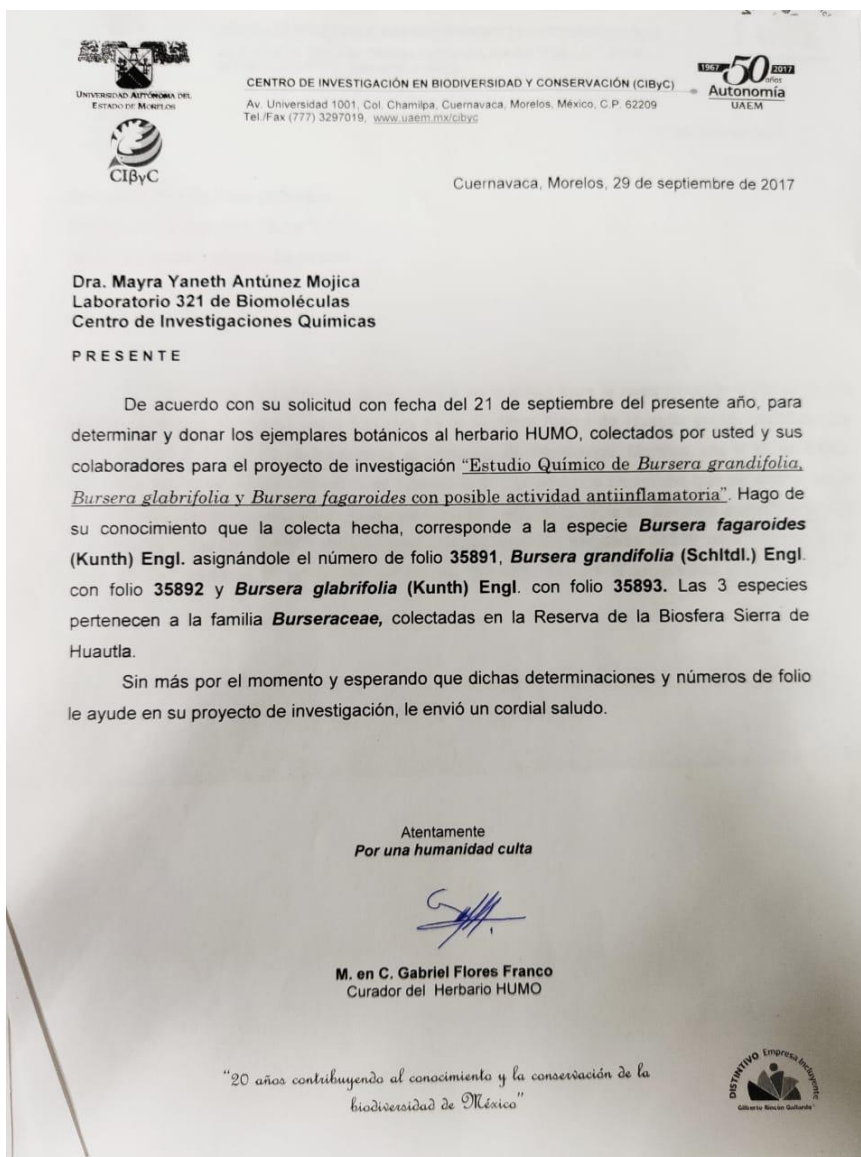 UNIVERSIDAD AUTÓNOMA DEL
ESTADO DE MORELOS
CIβγC
CENTRO DE INVESTIGACIÓN EN BIODIVERSIDAD Y CONSERVACIÓN (CIByC)
Av. Universidad 1001, Col. Chamilpa, Cuernavaca, Morelos, México, C.P. 62209
Tel./Fax (777) 3297019, www.uaem.mx/cibyc
1967 50 2017
años
Autonomía
UAEM
Cuernavaca, Morelos, 29 de septiembre de 2017
Dra. Mayra Yaneth Antúnez Mojica
Laboratorio 321 de Biomoléculas
Centro de Investigaciones Químicas
P R E S E N T E
De acuerdo con su solicitud con fecha del 21 de septiembre del presente año, para
determinar y donar los ejemplares botánicos al herbario HUMO, colectados por usted y sus
colaboradores para el proyecto de investigación “Estudio Químico de Bursera grandifolia,
Bursera glabrifolia y Bursera fagaroides con posible actividad antiinflamatoria”. Hago de
su conocimiento que la colecta hecha, corresponde a la especie Bursera fagaroides
(Kunth) Engl. asignándole el número de folio 35891, Bursera grandifolia (Schltdl.) Engl.
con folio 35892 y Bursera glabrifolia (Kunth) Engl. con folio 35893. Las 3 especies
pertenecen a la familia Burseraceae, colectadas en la Reserva de la Biosfera Sierra de
Huautla.
Sin más por el momento y esperando que dichas determinaciones y números de folio
le ayude en su proyecto de investigación, le envió un cordial saludo.
Atentamente
Por una humanidad culta
M. en C. Gabriel Flores Franco
Curador del Herbario HUMO
“20 años contribuyendo al conocimiento y la conservación de la
biodiversidad de México”
DISTINTIVO Empresa Incluyente
Gilberto Rincón Gallardo